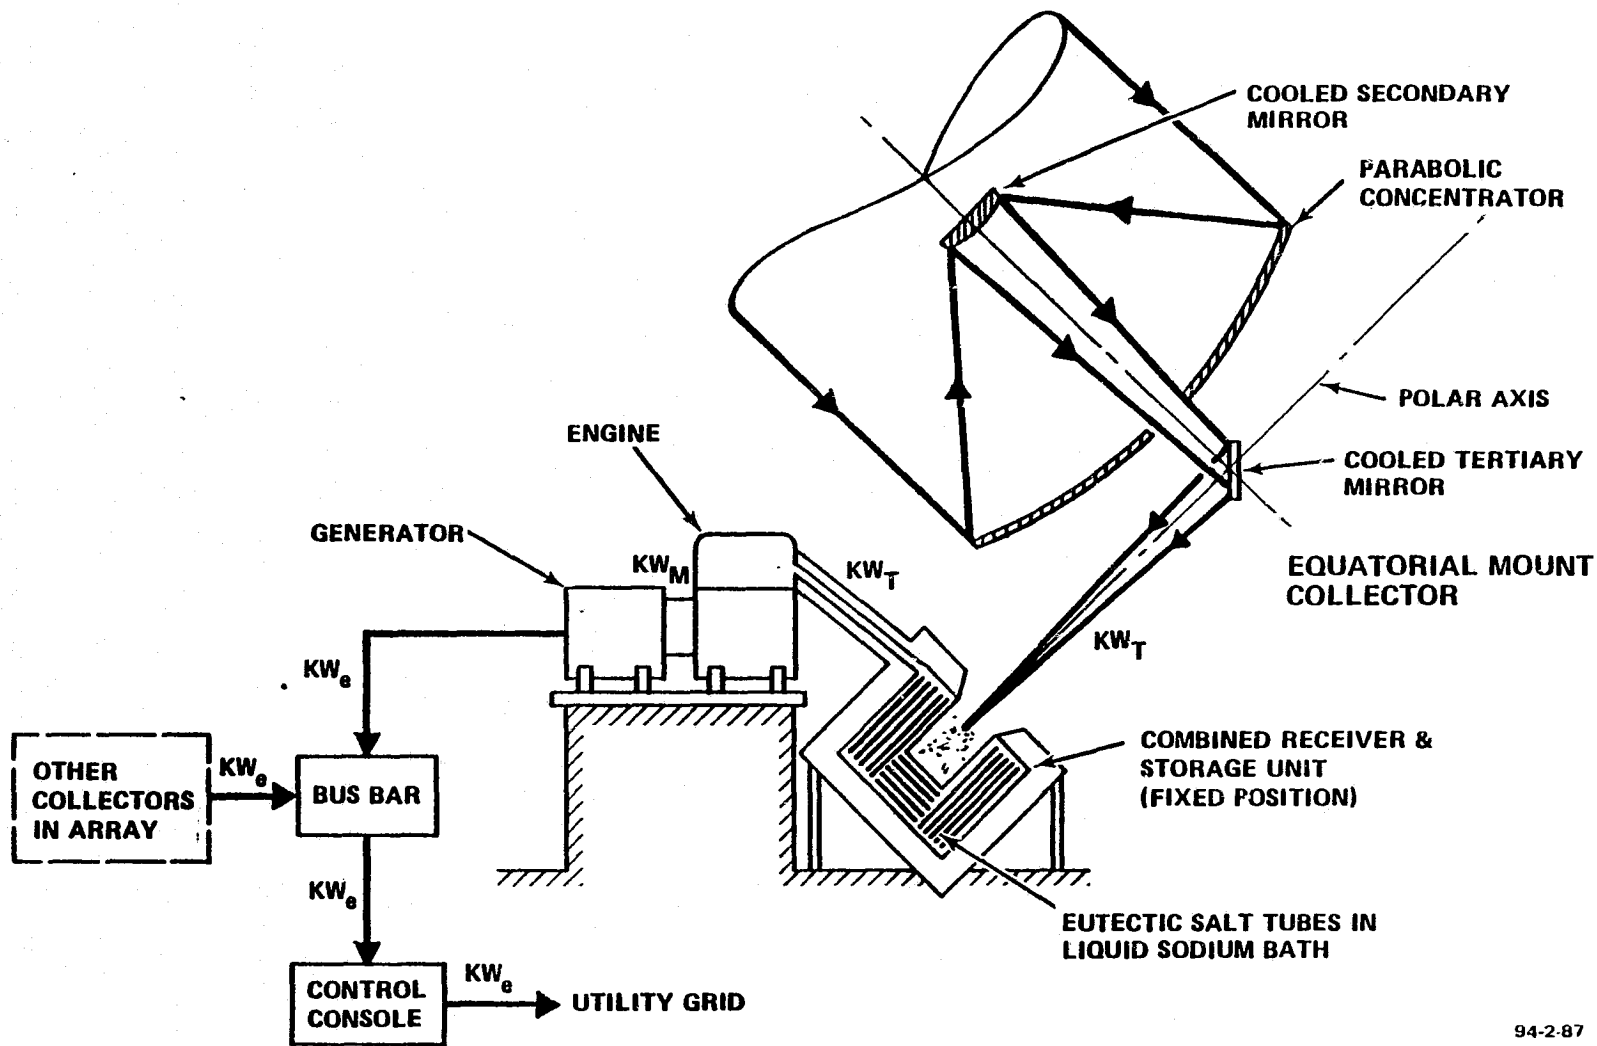 COOLED SECONDARY
MIRROR
PARABOLIC
CONCENTRATOR
POLAR AXIS
COOLED TERTIARY
MIRROR
EQUATORIAL MOUNT
COLLECTOR
ENGINE
GENERATOR
KWM
KWT
KWT
KWe
OTHER
COLLECTORS
IN ARRAY
KWe
BUS BAR
COMBINED RECEIVER &
STORAGE UNIT
(FIXED POSITION)
KWe
EUTECTIC SALT TUBES IN
LIQUID SODIUM BATH
CONTROL
CONSOLE
KWe
UTILITY GRID
94-2-87